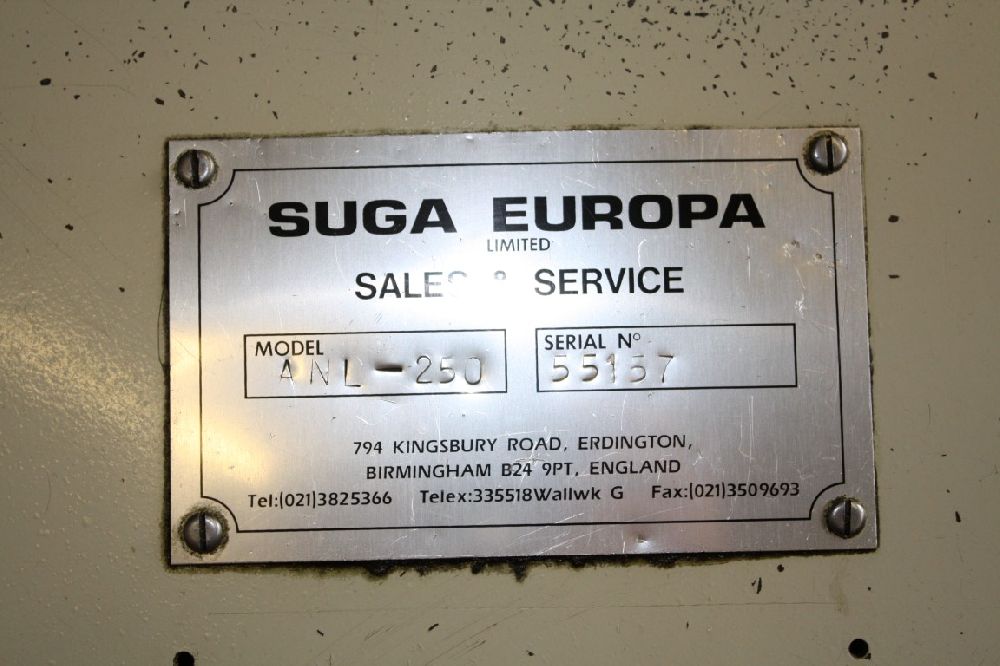 SUGA EUROPA
LIMITED
SALES & SERVICE
MODEL
ANL-250
SERIAL Nº
55157
794 KINGSBURY ROAD, ERDINGTON,
BIRMINGHAM B24 9PT, ENGLAND
Tel:(021)3825366 Telex:335518Wallwk G Fax:(021)3509693